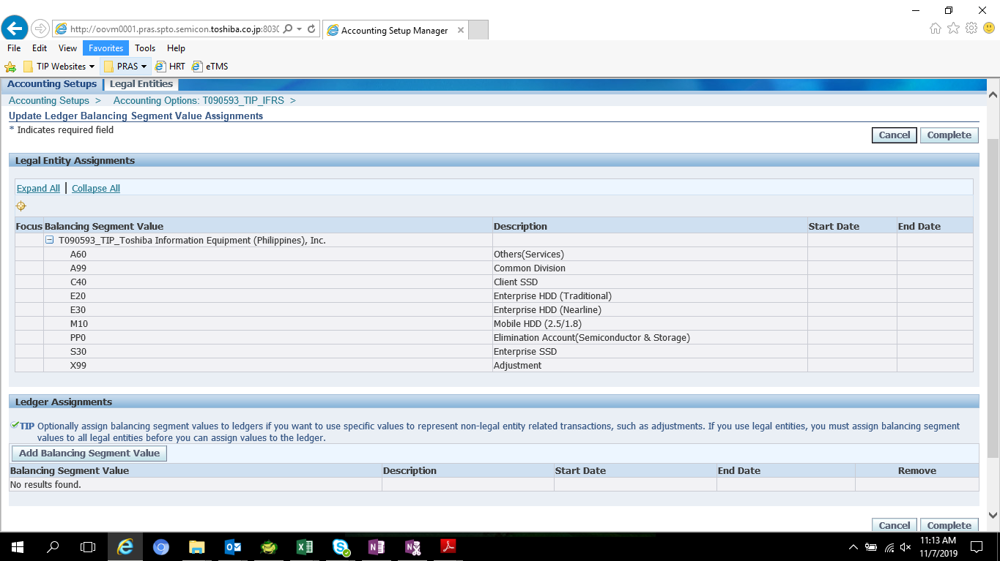 http://oovm0001.pras.spto.semicon.toshiba.co.jp:8030
Accounting Setup Manager
File Edit View Favorites Tools Help
TIP Websites PRAS HRT eTMS
Accounting Setups Legal Entities
Accounting Setups > Accounting Options: T090593_TIP_IFRS >
Update Ledger Balancing Segment Value Assignments
* Indicates required field
Cancel Complete
Legal Entity Assignments
Expand All | Collapse All
Focus Balancing Segment Value Description Start Date End Date
T090593_TIP_Toshiba Information Equipment (Philippines), Inc.
A60 Others(Services)
A99 Common Division
C40 Client SSD
E20 Enterprise HDD (Traditional)
E30 Enterprise HDD (Nearline)
M10 Mobile HDD (2.5/1.8)
PP0 Elimination Account(Semiconductor & Storage)
S30 Enterprise SSD
X99 Adjustment
Ledger Assignments
TIP Optionally assign balancing segment values to ledgers if you want to use specific values to represent non-legal entity related transactions, such as adjustments. If you use legal entities, you must assign balancing segment
values to all legal entities before you can assign values to the ledger.
Add Balancing Segment Value
Balancing Segment Value Description Start Date End Date Remove
No results found.
Cancel Complete
11:13 AM
11/7/2019